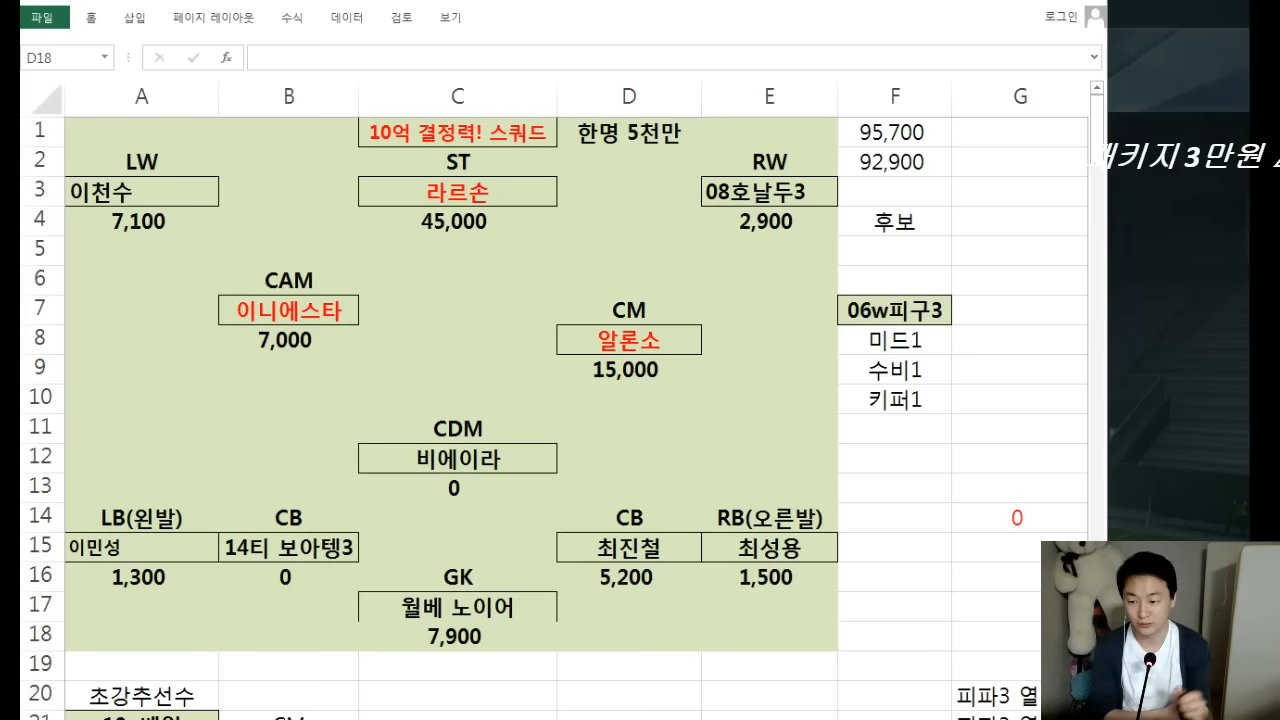 파일 홈 삽입 페이지 레이아웃 수식 데이터 검토 보기 로그인
D18 fx
A B C D E F G
1 10억 결정력! 스쿼드 한명 5천만 95,700
2 LW ST RW 92,900
키지 3만원
3 이천수 라르손 08호날두3
4 7,100 45,000 2,900 후보
5
6 CAM
7 이니에스타 CM 06w피구3
8 7,000 알론소 미드1
9 15,000 수비1
10 키퍼1
11 CDM
12 비에이라
13 0
14 LB(왼발) CB CB RB(오른발) 0
15 이민성 14티 보아텡3 최진철 최성용
16 1,300 0 GK 5,200 1,500
17 월베 노이어
18 7,900
19
20 초강추선수 피파3 열